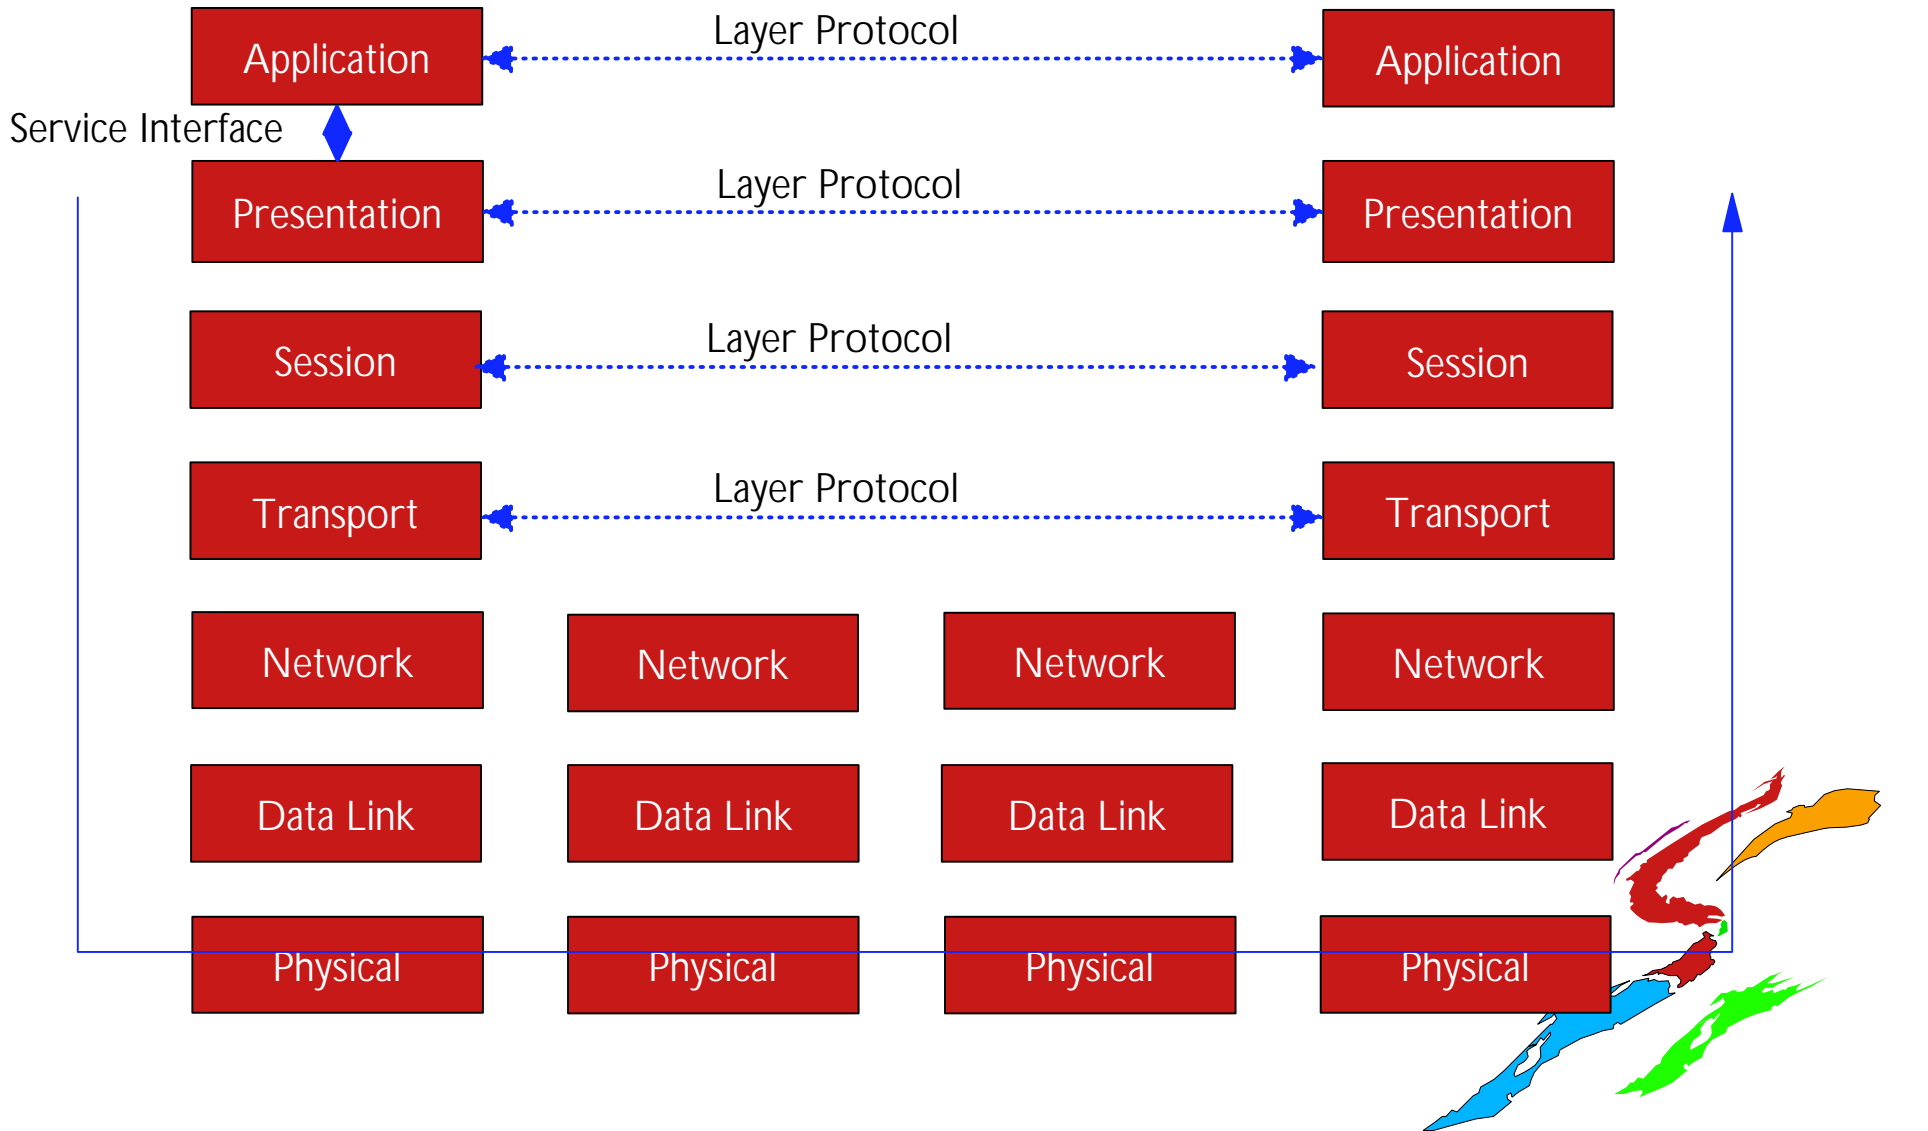 Layer Protocol
Application
Application
Service Interface
Layer Protocol
Presentation
Presentation
Layer Protocol
Session
Session
Layer Protocol
Transport
Transport
Network
Network
Network
Network
Data Link
Data Link
Data Link
Data Link
Physical
Physical
Physical
Physical